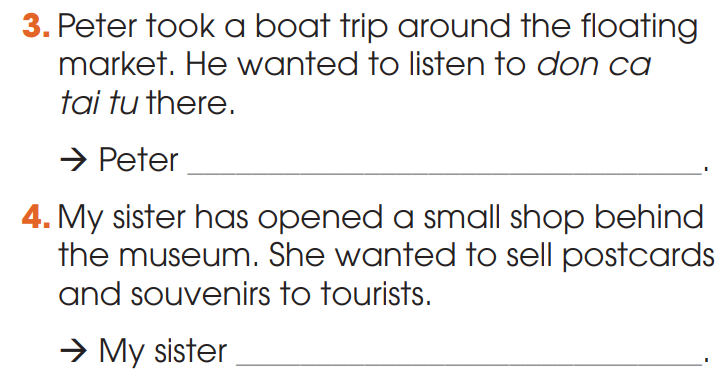 3. Peter took a boat trip around the floating
market. He wanted to listen to don ca
tai tu there.
→ Peter ______________________________.
4. My sister has opened a small shop behind
the museum. She wanted to sell postcards
and souvenirs to tourists.
→ My sister ___________________________.